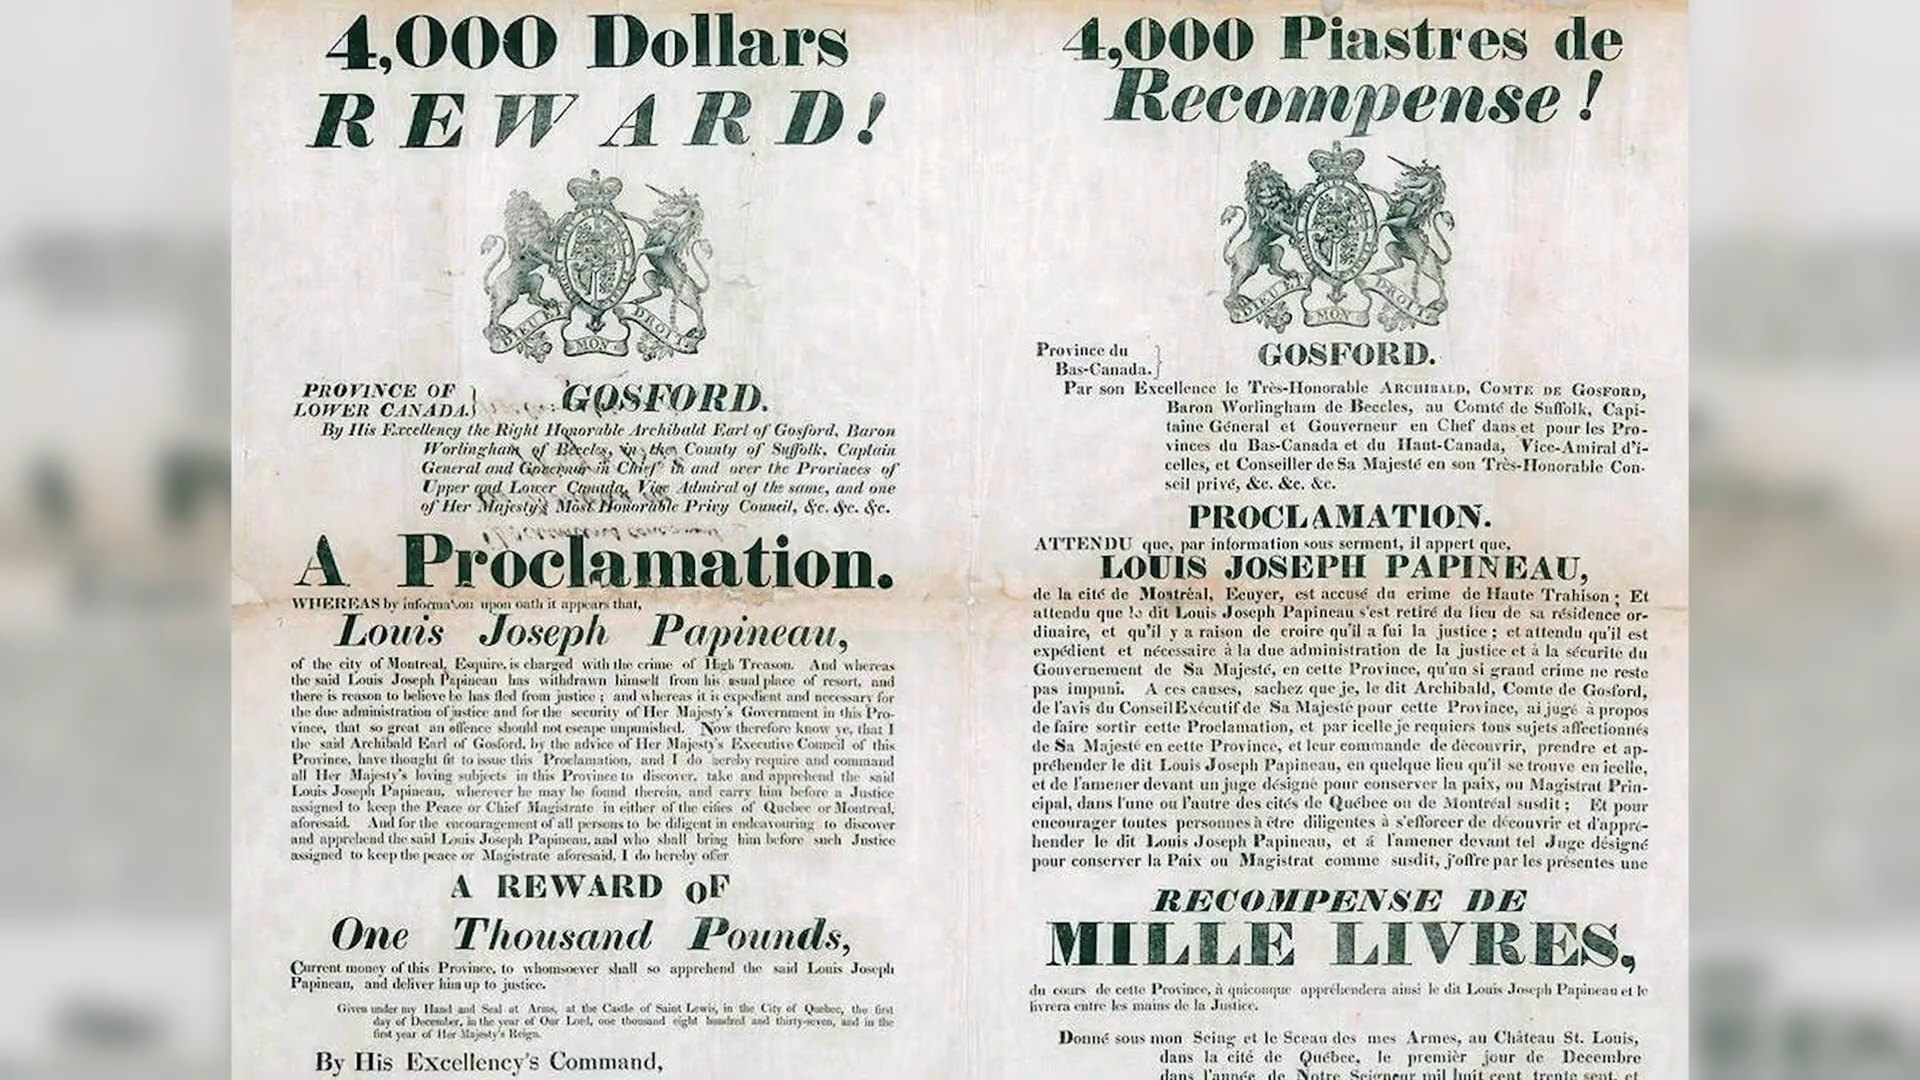 4,000 Dollars
REWARD!
DIEU ET MON DROIT
PROVINCE OF
LOWER CANADA.
GOSFORD.
By His Excellency the Right Honorable Archibald Earl of Gosford, Baron
Worlingham of Beccles, in the County of Suffolk, Captain
General and Governor in Chief in and over the Provinces of
Upper and Lower Canada, Vice Admiral of the same, and one
of Her Majesty's Most Honorable Privy Council, &c. &c. &c.
A Proclamation.
WHEREAS by information upon oath it appears that,
Louis Joseph Papineau,
of the city of Montreal, Esquire, is charged with the crime of High Treason. And whereas
the said Louis Joseph Papineau has withdrawn himself from his usual place of resort, and
there is reason to believe he has fled from justice ; and whereas it is expedient and necessary for
the due administration of justice and for the security of Her Majesty's Government in this Pro-
vince, that so great an offence should not escape unpunished. Now therefore know ye, that I
the said Archibald Earl of Gosford, by the advice of Her Majesty's Executive Council of this
Province, have thought fit to issue this Proclamation, and I do hereby require and command
all Her Majesty's loving subjects in this Province to discover, take and apprehend the said
Louis Joseph Papineau, wherever he may be found therein, and carry him before a Justice
assigned to keep the Peace or Chief Magistrate in either of the cities of Quebec or Montreal,
aforesaid. And for the encouragement of all persons to be diligent in endeavouring to discover
and apprehend the said Louis Joseph Papineau, and who shall bring him before such Justice
assigned to keep the peace or Magistrate aforesaid, I do hereby offer
A REWARD OF
One Thousand Pounds,
Current money of this Province, to whomsoever shall so apprehend the said Louis Joseph
Papineau, and deliver him up to justice.
Given under my Hand and Seal at Arms, at the Castle of Saint Lewis, in the City of Quebec, the first
day of December, in the year of Our Lord, one thousand eight hundred and thirty-seven, and in the
first year of Her Majesty's Reign.
By His Excellency's Command,
4,000 Piastres de
Recompense !
DIEU ET MON DROIT
Province du
Bas-Canada.
GOSFORD.
Par son Excellence le Très-Honorable ARCHIBALD, COMTE DE GOSFORD,
Baron Worlingham de Beccles, au Comté de Suffolk, Capi-
taine Général et Gouverneur en Chef dans et pour les Pro-
vinces du Bas-Canada et du Haut-Canada, Vice-Amiral d'i-
celles, et Conseiller de Sa Majesté en son Très-Honorable Con-
seil privé, &c. &c. &c.
PROCLAMATION.
ATTENDU que, par information sous serment, il appert que,
LOUIS JOSEPH PAPINEAU,
de la cité de Montréal, Ecuyer, est accusé du crime de Haute Trahison ; Et
attendu que le dit Louis Joseph Papineau s'est retiré du lieu de sa résidence or-
dinaire, et qu'il y a raison de croire qu'il a fui la justice ; et attendu qu'il est
expédient et nécessaire à la due administration de la justice et à la sécurité du
Gouvernement de Sa Majesté, en cette Province, qu'un si grand crime ne reste
pas impuni. A ces causes, sachez que je, le dit Archibald, Comte de Gosford,
de l'avis du Conseil Exécutif de Sa Majesté pour cette Province, ai jugé à propos
de faire sortir cette Proclamation, et par icelle je requiers tous sujets affectionnés
de Sa Majesté en cette Province, et leur commande de découvrir, prendre et ap-
préhender le dit Louis Joseph Papineau, en quelque lieu qu'il se trouve en icelle,
et de l'amener devant un juge désigné pour conserver la paix, ou Magistrat Prin-
cipal, dans l'une ou l'autre des cités de Québec ou de Montréal susdit ; Et pour
encourager toutes personnes à être diligentes à s'efforcer de découvrir et d'appré-
hender le dit Louis Joseph Papineau, et à l'amener devant tel Juge désigné
pour conserver la Paix ou Magistrat comme susdit, j'offre par les présentes une
RECOMPENSE DE
MILLE LIVRES,
du cours de cette Province, à quiconque appréhendera ainsi le dit Louis Joseph Papineau et le
livrera entre les mains de la Justice.
Donné sous mon Seing et le Sceau des mes Armes, au Château St. Louis,
dans la cité de Québec, le premièr jour de Decembre
dans l'année de Notre Seigneur mil huit cent trente sept, et